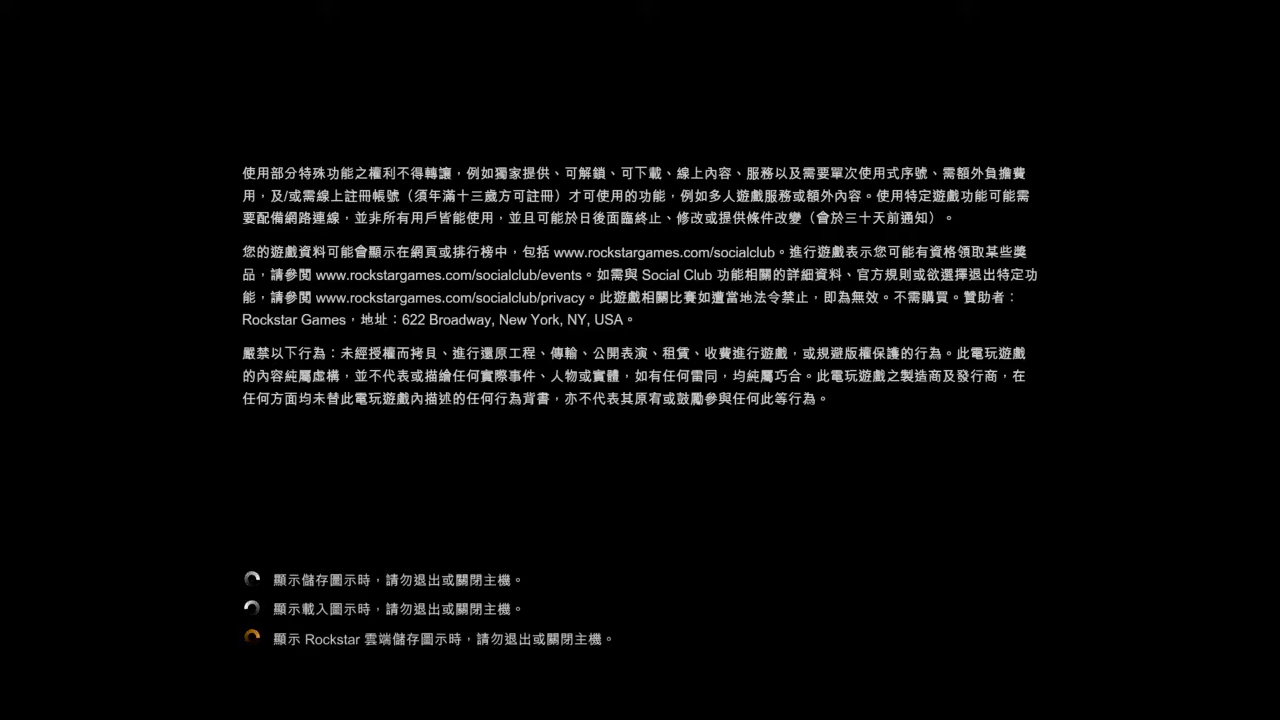 使用部分特殊功能之權利不得轉讓，例如獨家提供、可解鎖、可下載、線上內容、服務以及需要單次使用式序號、需額外負擔費
用，及/或需線上註冊帳號（須年滿十三歲方可註冊）才可使用的功能，例如多人遊戲服務或額外內容。使用特定遊戲功能可能需
要配備網路連線，並非所有用戶皆能使用，並且可能於日後面臨終止、修改或提供條件改變（會於三十天前通知）。
您的遊戲資料可能會顯示在網頁或排行榜中，包括 www.rockstargames.com/socialclub。進行遊戲表示您可能有資格領取某些獎
品，請參閱 www.rockstargames.com/socialclub/events。如需與 Social Club 功能相關的詳細資料、官方規則或欲選擇退出特定功
能，請參閱 www.rockstargames.com/socialclub/privacy。此遊戲相關比賽如遭當地法令禁止，即為無效。不需購買。贊助者：
Rockstar Games，地址：622 Broadway, New York, NY, USA。
嚴禁以下行為：未經授權而拷貝、進行還原工程、傳輸、公開表演、租賃、收費進行遊戲，或規避版權保護的行為。此電玩遊戲
的內容純屬虛構，並不代表或描繪任何實際事件、人物或實體，如有任何雷同，均純屬巧合。此電玩遊戲之製造商及發行商，在
任何方面均未替此電玩遊戲內描述的任何行為背書，亦不代表其原宥或鼓勵參與任何此等行為。
顯示儲存圖示時，請勿退出或關閉主機。
顯示載入圖示時，請勿退出或關閉主機。
顯示 Rockstar 雲端儲存圖示時，請勿退出或關閉主機。